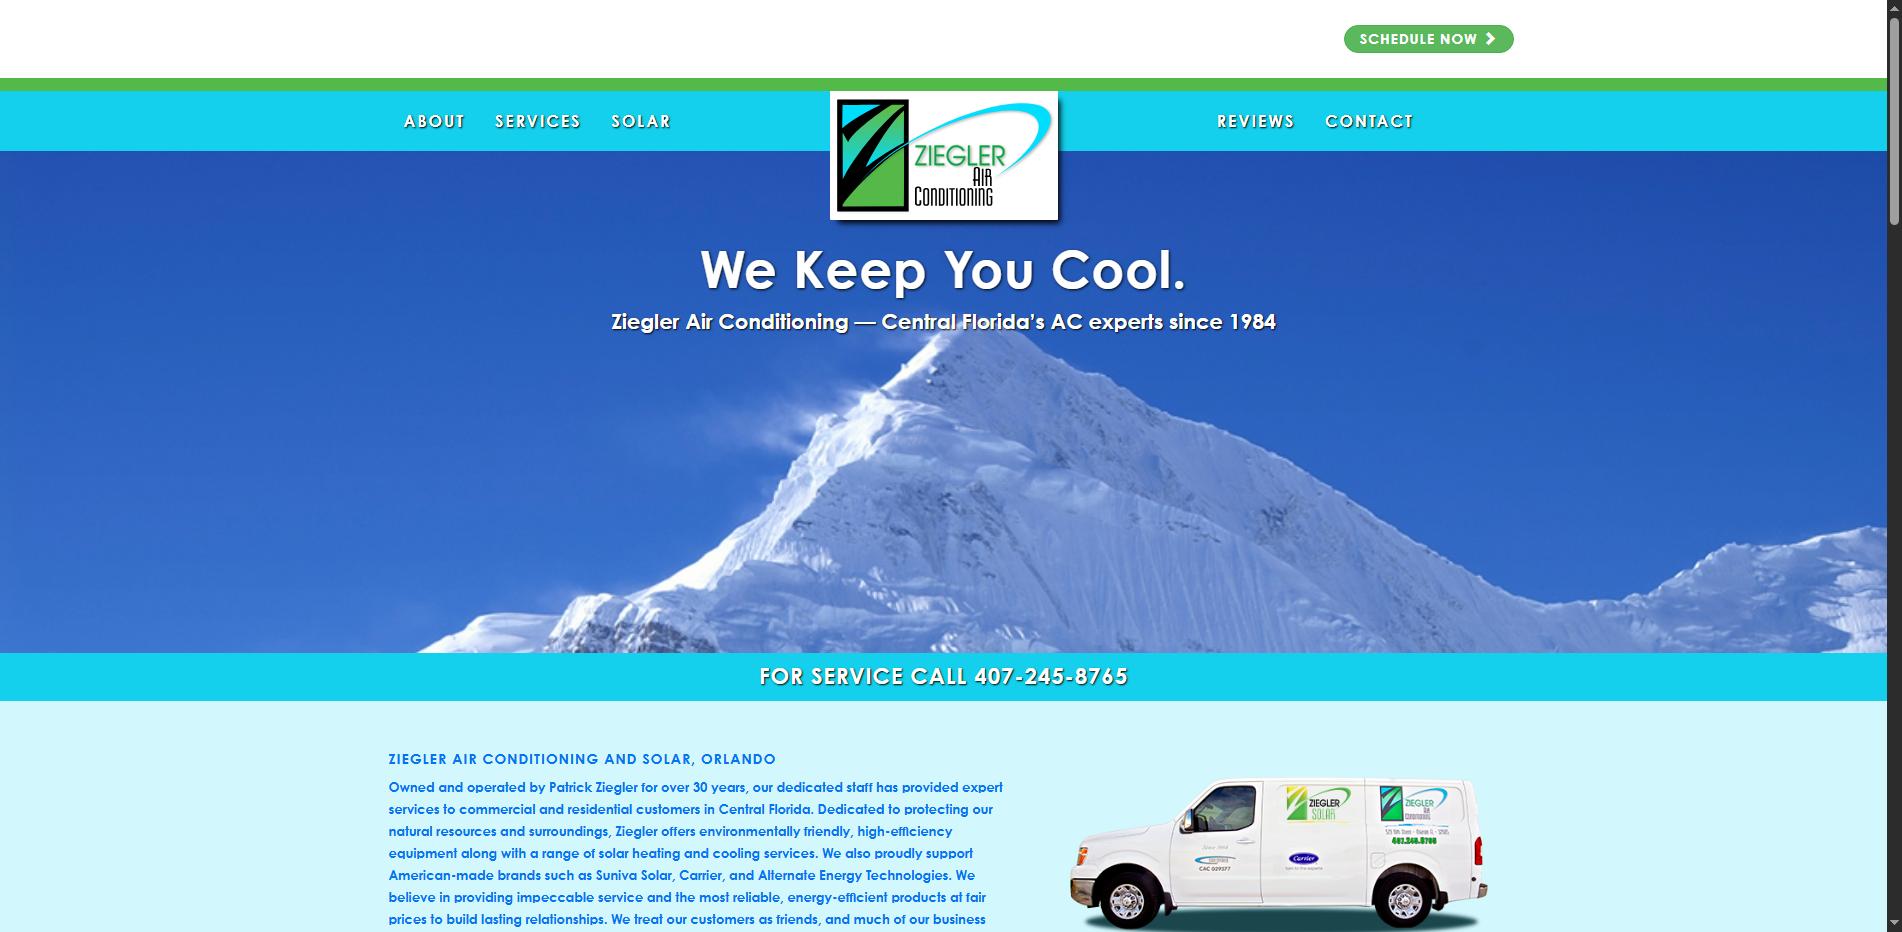 SCHEDULE NOW
ABOUT SERVICES SOLAR
REVIEWS CONTACT
ZIEGLER
AIR
CONDITIONING
We Keep You Cool.
Ziegler Air Conditioning — Central Florida's AC experts since 1984
FOR SERVICE CALL 407-245-8765
ZIEGLER AIR CONDITIONING AND SOLAR, ORLANDO
Owned and operated by Patrick Ziegler for over 30 years, our dedicated staff has provided expert
services to commercial and residential customers in Central Florida. Dedicated to protecting our
natural resources and surroundings, Ziegler offers environmentally friendly, high-efficiency
equipment along with a range of solar heating and cooling services. We also proudly support
American-made brands such as Suniva Solar, Carrier, and Alternate Energy Technologies. We
believe in providing impeccable service and the most reliable, energy-efficient products at fair
prices to build lasting relationships. We treat our customers as friends, and much of our business
ZIEGLER
SOLAR
ZIEGLER
AIR
CONDITIONING
407.245.8765
Since 1984
CAC 029377
Carrier
turn to the experts